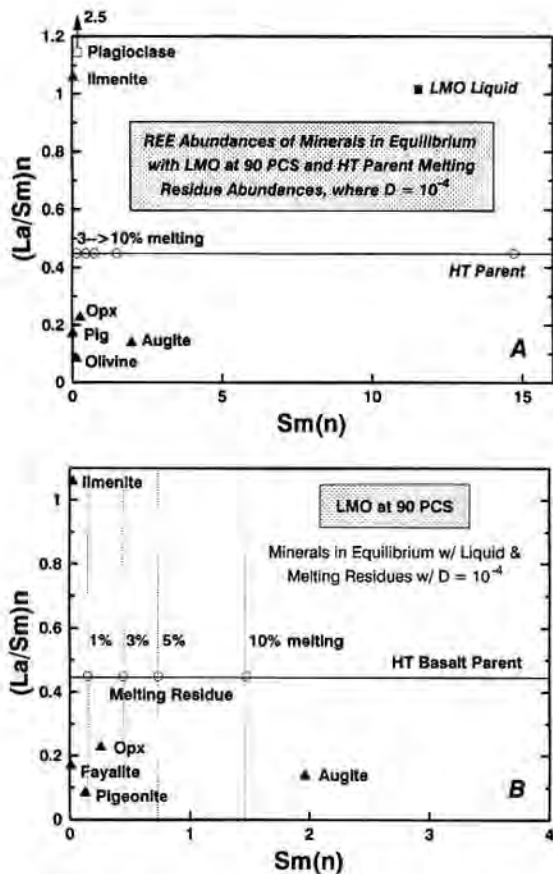 2.5
1.2
Plagioclase
Ilmenite
LMO Liquid
1
REE Abundances of Minerals in Equilibrium
with LMO at 90 PCS and HT Parent Melting
Residue Abundances, where D = 10⁻⁴
0.8
(La/Sm)n
0.6
3-->10% melting
0.4
HT Parent
Opx
0.2
Pig
Augite
Olivine
A
0
0
5
10
15
Sm(n)
Ilmenite
1
LMO at 90 PCS
Minerals in Equilibrium w/ Liquid &
Melting Residues w/ D = 10⁻⁴
0.8
(La/Sm)n
0.6
1%
3%
5%
10% melting
HT Basalt Parent
0.4
Melting Residue
Opx
0.2
Fayalite
Augite
Pigeonite
B
0
0
1
2
3
4
Sm(n)